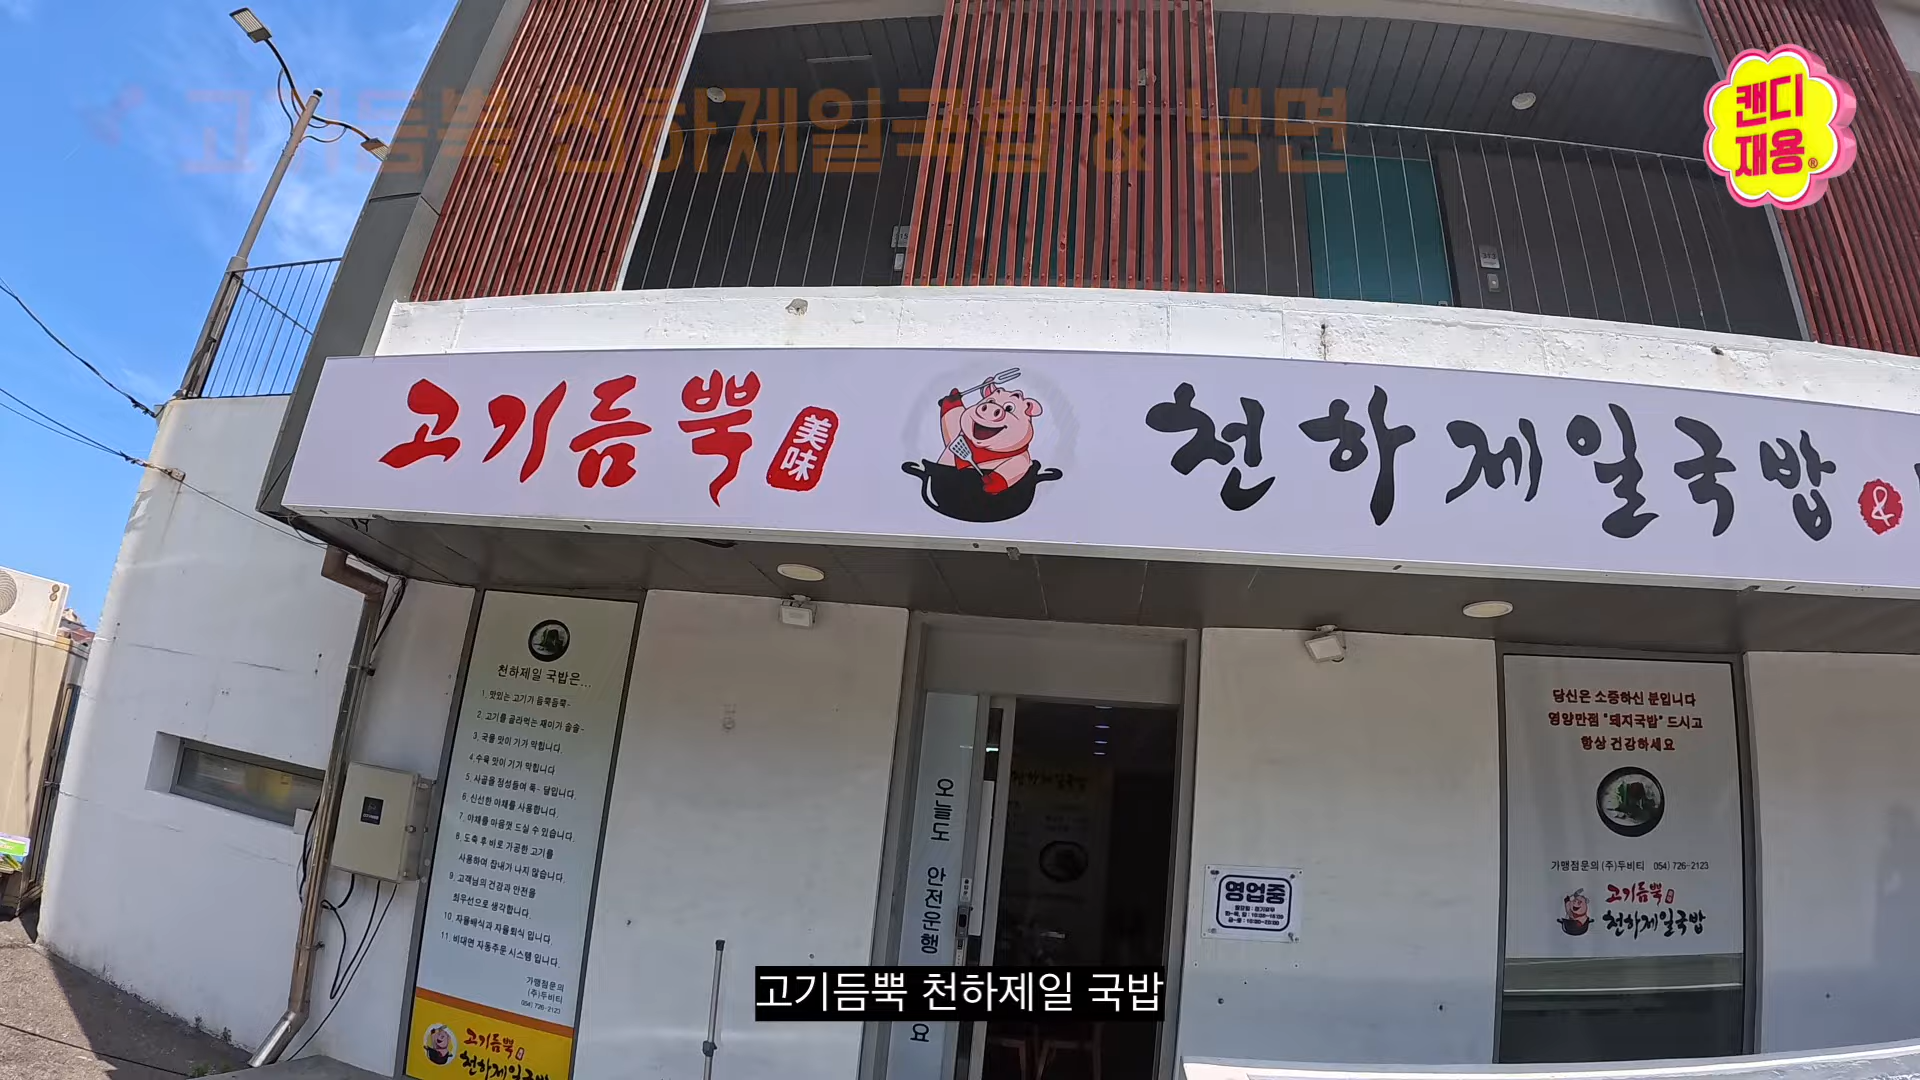 고기듬뿍 천하제일국밥 & 냉면
캔디
재용®
고기듬뿍 美味 천하제일국밥 &
천하제일 국밥은...
1. 맛있는 고기가 듬뿍듬뿍~
2. 고기를 골라먹는 재미가 솔솔~
3. 국물 맛이 기가 막힙니다.
4. 수육 맛이 기가 막힙니다
5. 사골을 정성들여 푹~ 달입니다.
6. 신선한 야채를 사용합니다.
7. 야채를 마음껏 드실 수 있습니다.
8. 도축 후 바로 가공한 고기를
사용하여 잡내가 나지 않습니다.
9. 고객님의 건강과 안전을
최우선으로 생각합니다.
10. 자율배식과 자율퇴식 입니다.
11. 비대면 자동주문 시스템 입니다.
가맹점문의
(주)두비티
054) 726-2123
고기듬뿍
천하제일국밥
오늘도 안전운행
요
천하제일국밥
영업중
당신은 소중하신 분입니다
영양만점 "돼지국밥" 드시고
항상 건강하세요
가맹점문의 (주)두비티 054) 726-2123
고기듬뿍
천하제일국밥
고기듬뿍 천하제일 국밥